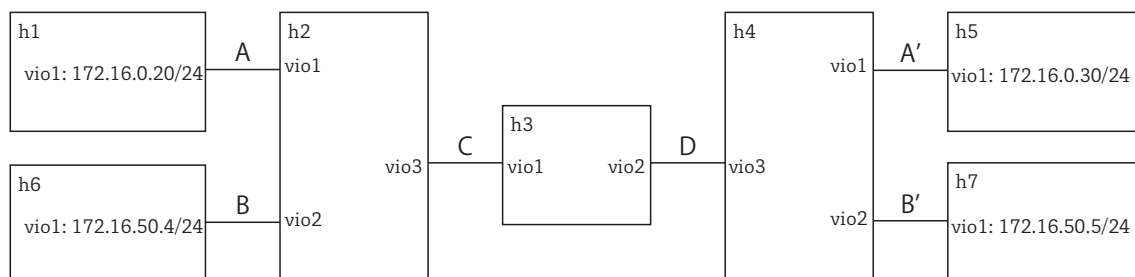 h1
vio1: 172.16.0.20/24
A
h2
vio1
h4
vio1
A′
h5
vio1: 172.16.0.30/24
h3
vio3
C
vio1
vio2
D
vio3
h6
vio1: 172.16.50.4/24
B
vio2
vio2
B′
h7
vio1: 172.16.50.5/24